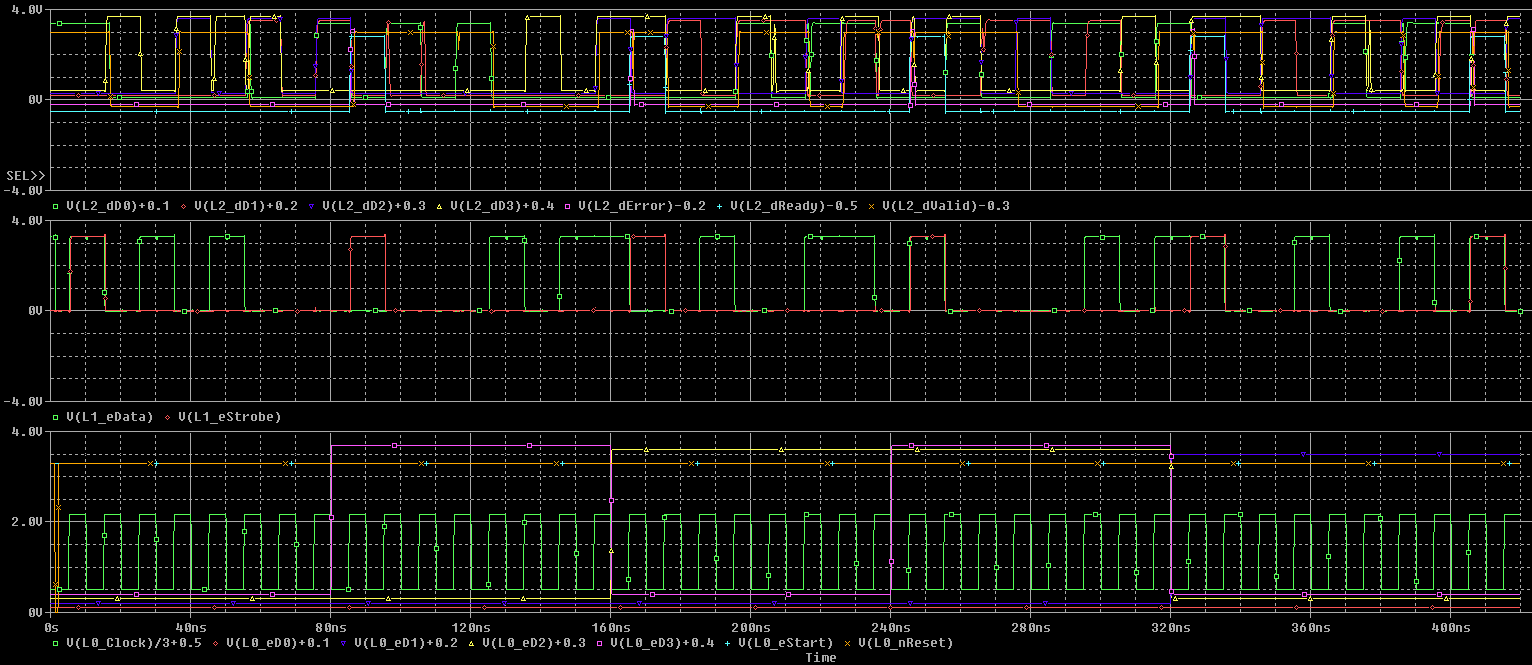 4.0V
0V
SEL>>
-4.0V
V(L2_dD0)+0.1 V(L2_dD1)+0.2 V(L2_dD2)+0.3 V(L2_dD3)+0.4 V(L2_dError)-0.2 V(L2_dReady)-0.5 V(L2_dValid)-0.3
4.0V
0V
-4.0V
V(L1_eData) V(L1_eStrobe)
4.0V
2.0V
0V
0s 40ns 80ns 120ns 160ns 200ns 240ns 280ns 320ns 360ns 400ns
V(L0_Clock)/3+0.5 V(L0_eD0)+0.1 V(L0_eD1)+0.2 V(L0_eD2)+0.3 V(L0_eD3)+0.4 V(L0_eStart) V(L0_nReset)
Time